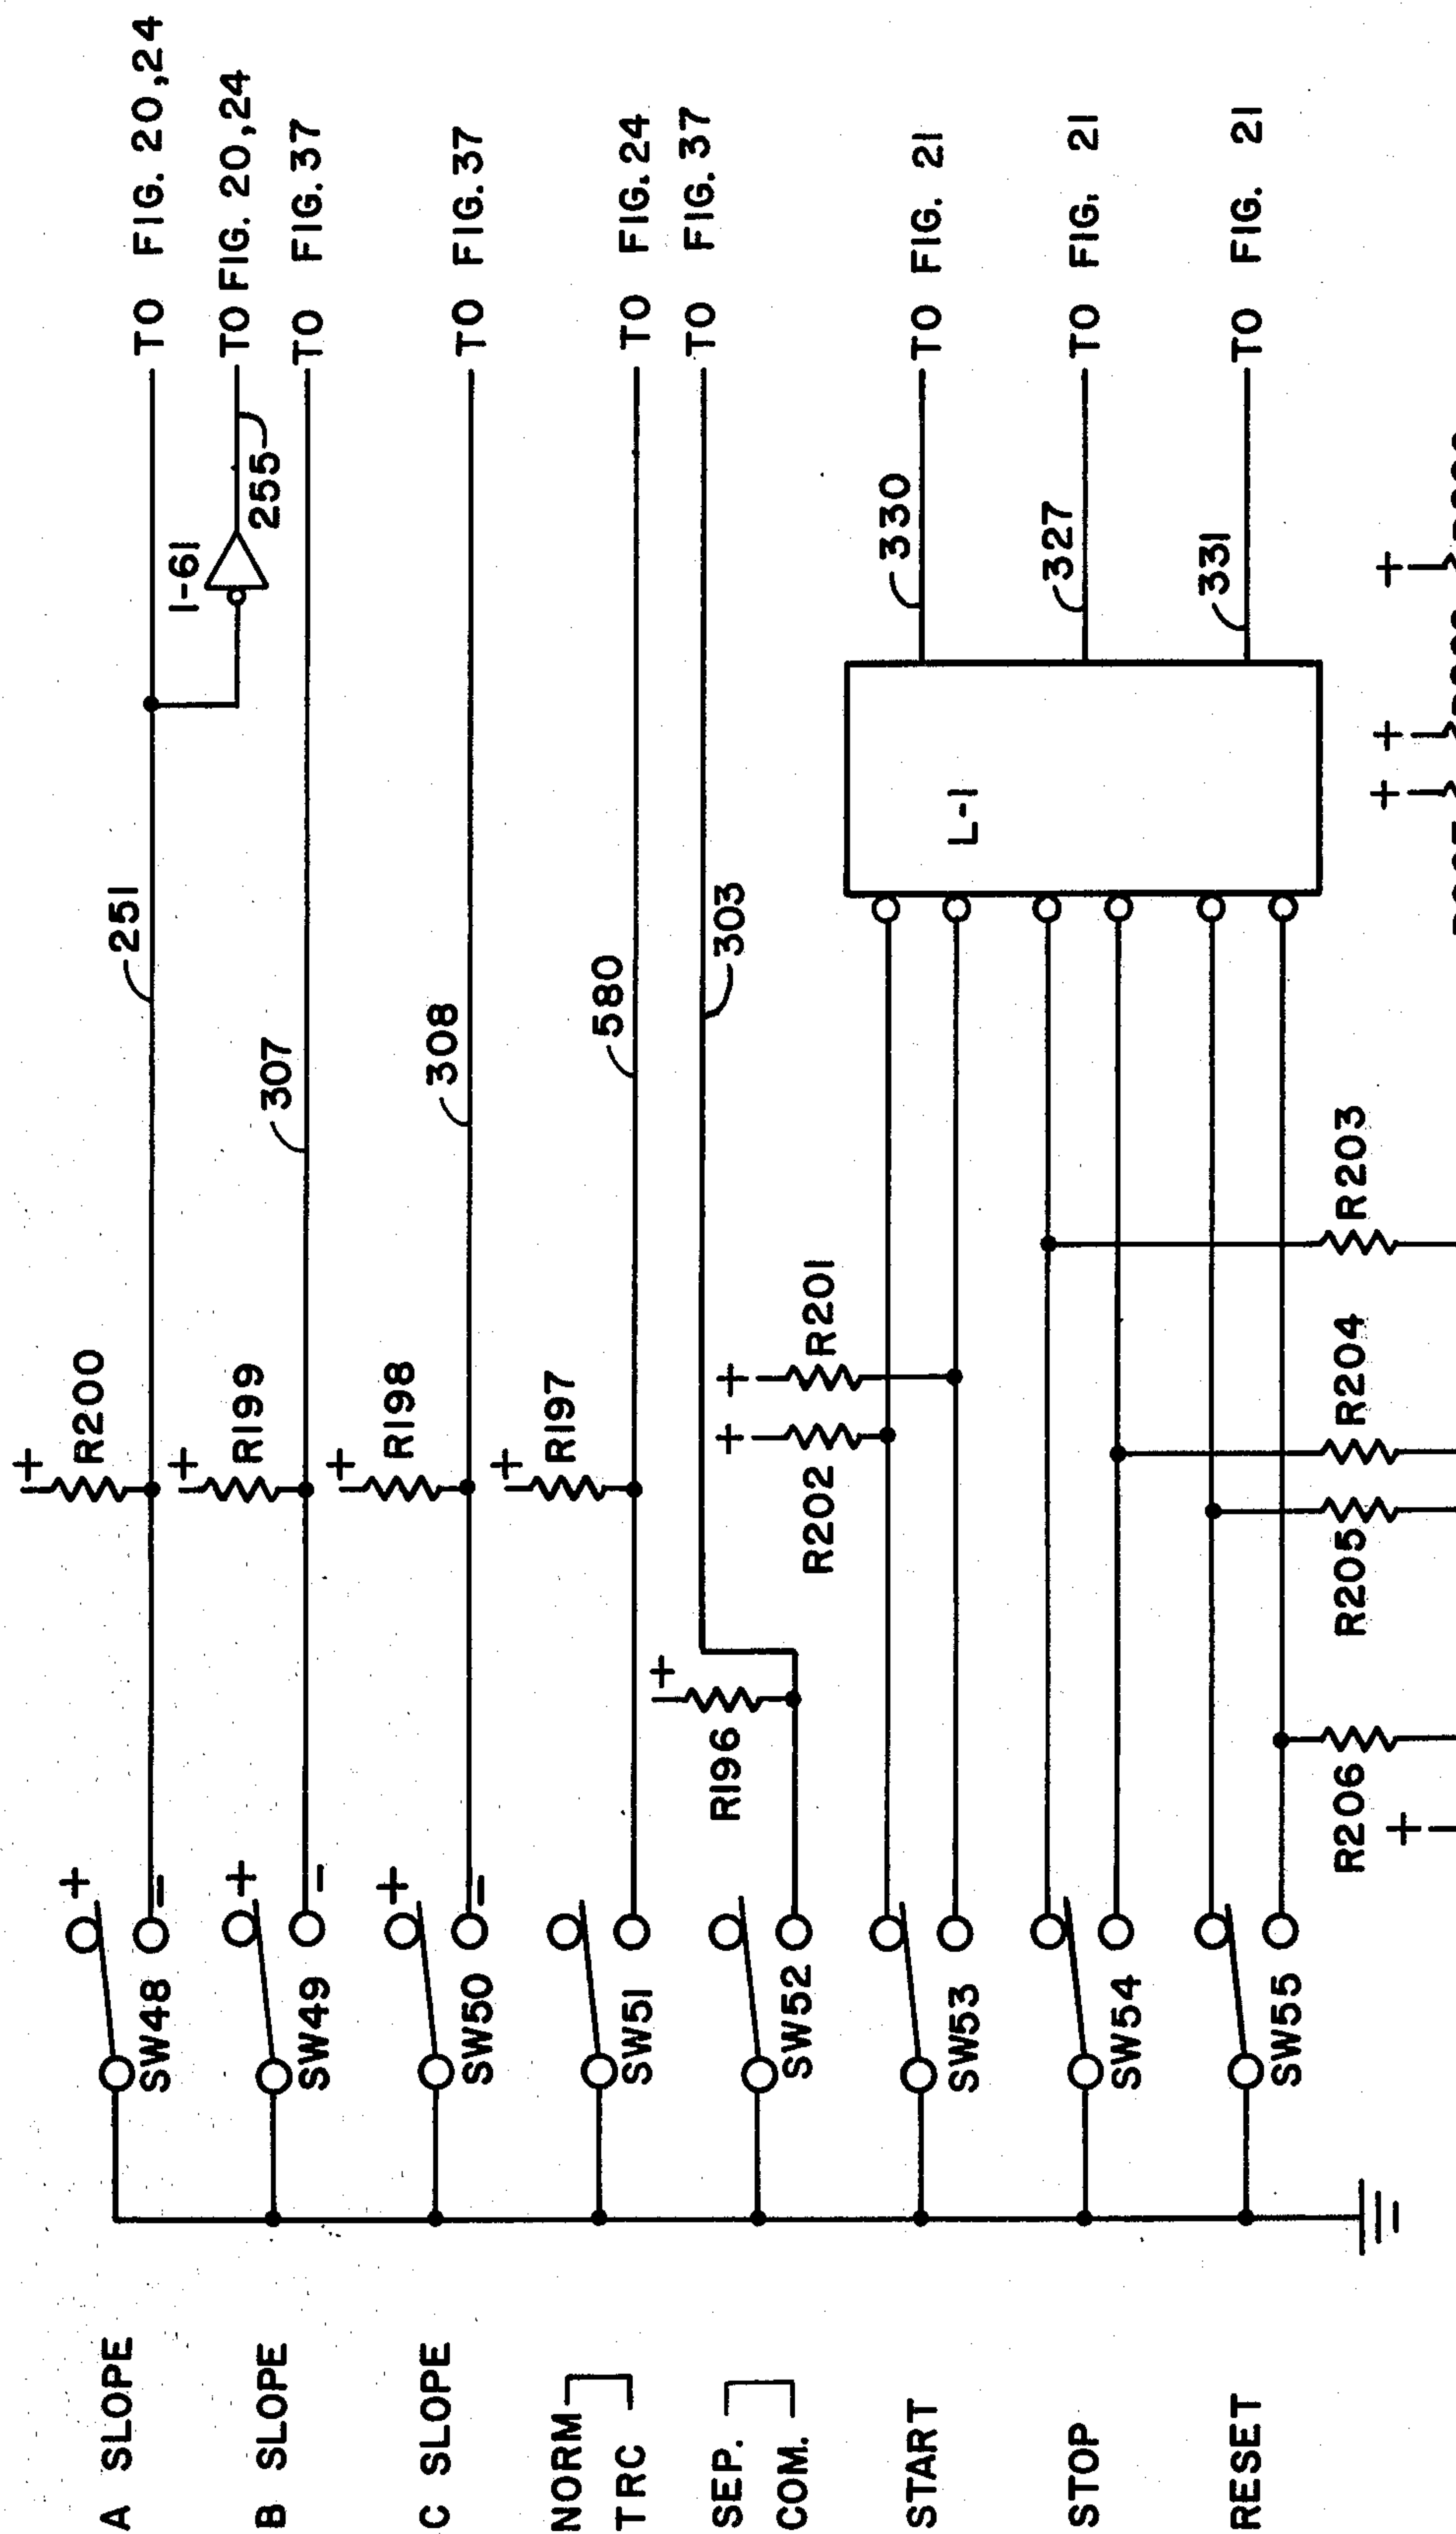 A SLOPE
SW48
+
−
+
R200
251
I-61
255
TO FIG. 20,24
TO FIG. 20,24
B SLOPE
SW49
+
−
+
R199
307
TO FIG. 37
C SLOPE
SW50
+
−
+
R198
308
TO FIG. 37
NORM
TRC
SW51
+
R197
580
TO FIG. 24
SEP.
COM.
SW52
R196
+
303
TO FIG. 37
START
SW53
R202
+
+
R201
L-1
330
TO FIG. 21
STOP
SW54
327
TO FIG. 21
RESET
SW55
331
TO FIG. 21
R206
R205
R204
R203
+
+
+
+